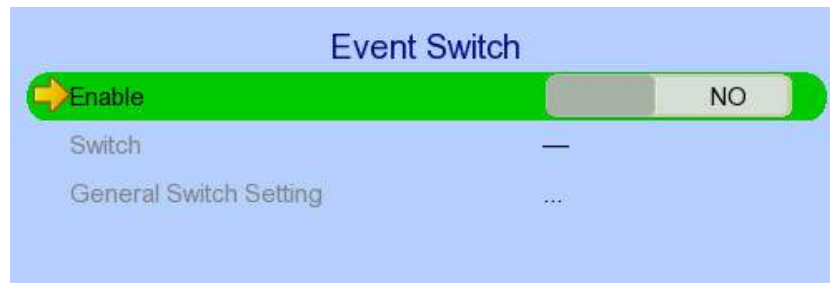 Event Switch
Enable NO
Switch —
General Switch Setting ...